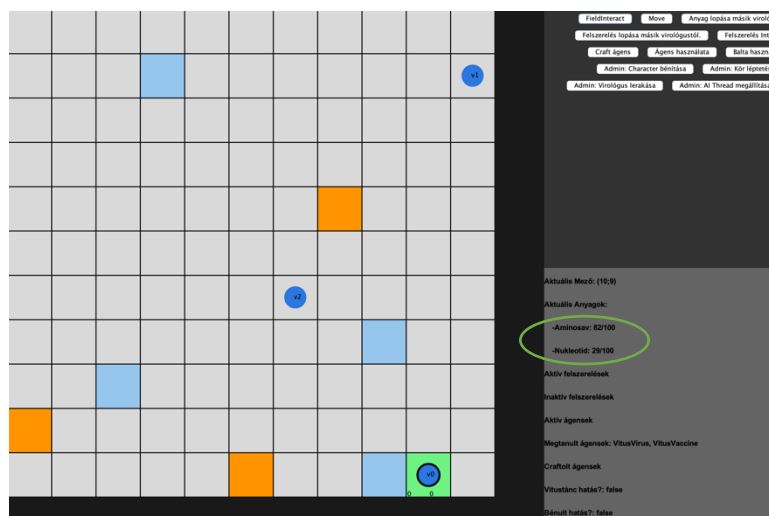 FieldInteract Move Anyag lopása másik viroló
Felszerelés lopása másik virológustól. Felszerelés Int
Craft ágens Ágens használata Balta haszn
Admin: Character bénítása Admin: Kör léptetés
Admin: Virológus lerakása Admin: AI Thread megállítása
v1
v2
v0
0 0
Aktuális Mező: (10;9)
Aktuális Anyagok:
-Aminosav: 82/100
-Nukleotid: 29/100
Aktív felszerelések
Inaktív felszerelések
Aktív ágensek
Megtanult ágensek: VitusVirus, VitusVaccine
Craftolt ágensek
Vitustánc hatás?: false
Bénult hatás?: false